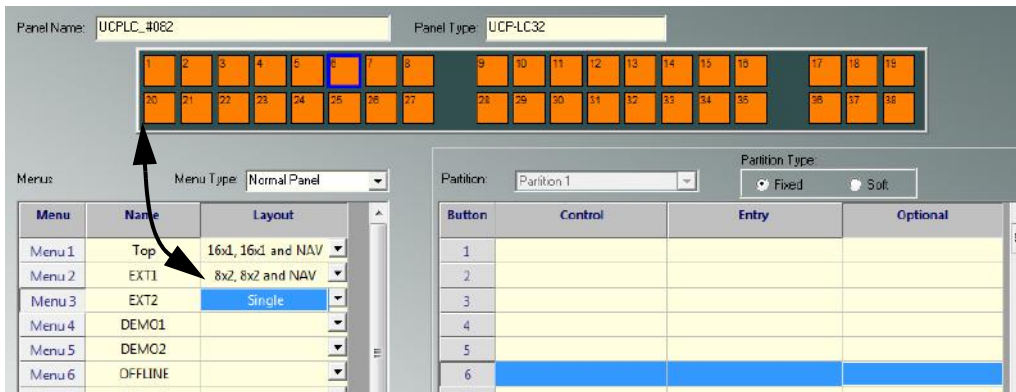 Panel Name: UCPLC_#082 Panel Type: UCP-LC32
1 2 3 4 5 6 7 8 9 10 11 12 13 14 15 16 17 18 19
20 21 22 23 24 25 26 27 28 29 30 31 32 33 34 35 36 37 38
Partition Type:
Menus Menu Type: Normal Panel Partition: Partition 1 Fixed Soft
Menu Name Layout Button Control Entry Optional
Menu 1 Top 16x1, 16x1 and NAV 1
Menu 2 EXT1 8x2, 8x2 and NAV 2
Menu 3 EXT2 Single 3
Menu 4 DEMO1 4
Menu 5 DEMO2 5
Menu 6 OFFLINE 6